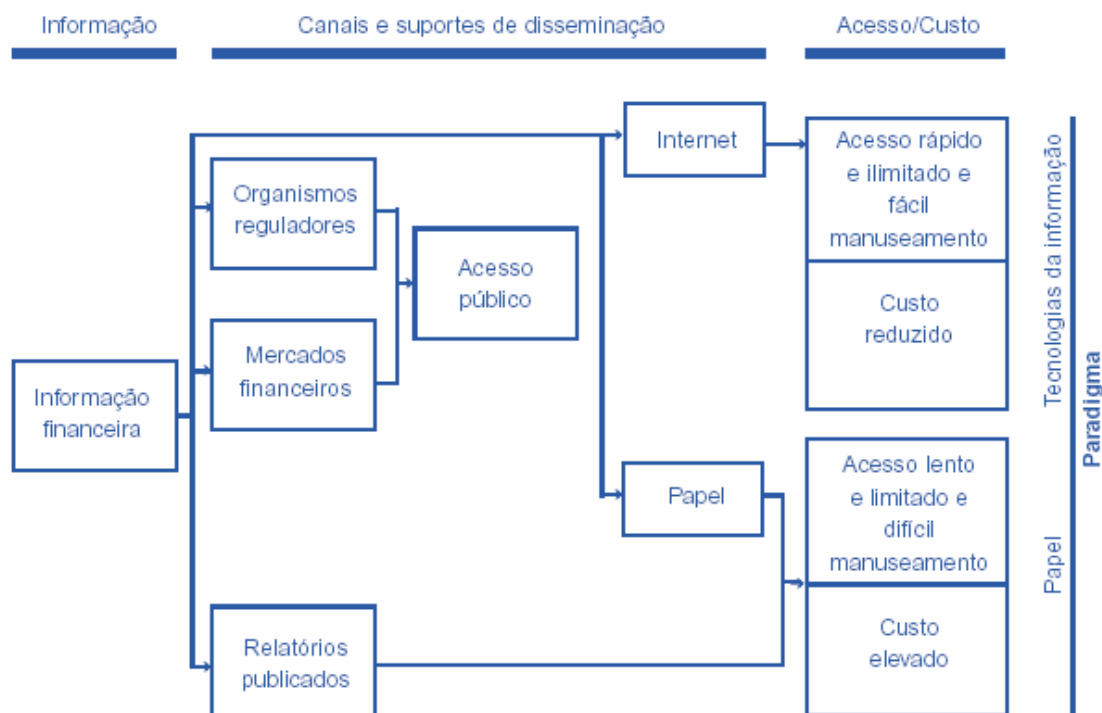 Informação
Canais e suportes de disseminação
Acesso/Custo
Internet
Acesso rápido
e ilimitado e
fácil
manuseamento
Organismos
reguladores
Acesso
público
Custo
reduzido
Mercados
financeiros
Informação
financeira
Papel
Acesso lento
e limitado e
difícil
manuseamento
Relatórios
publicados
Custo
elevado
Tecnologias da informação
Papel
Paradigma